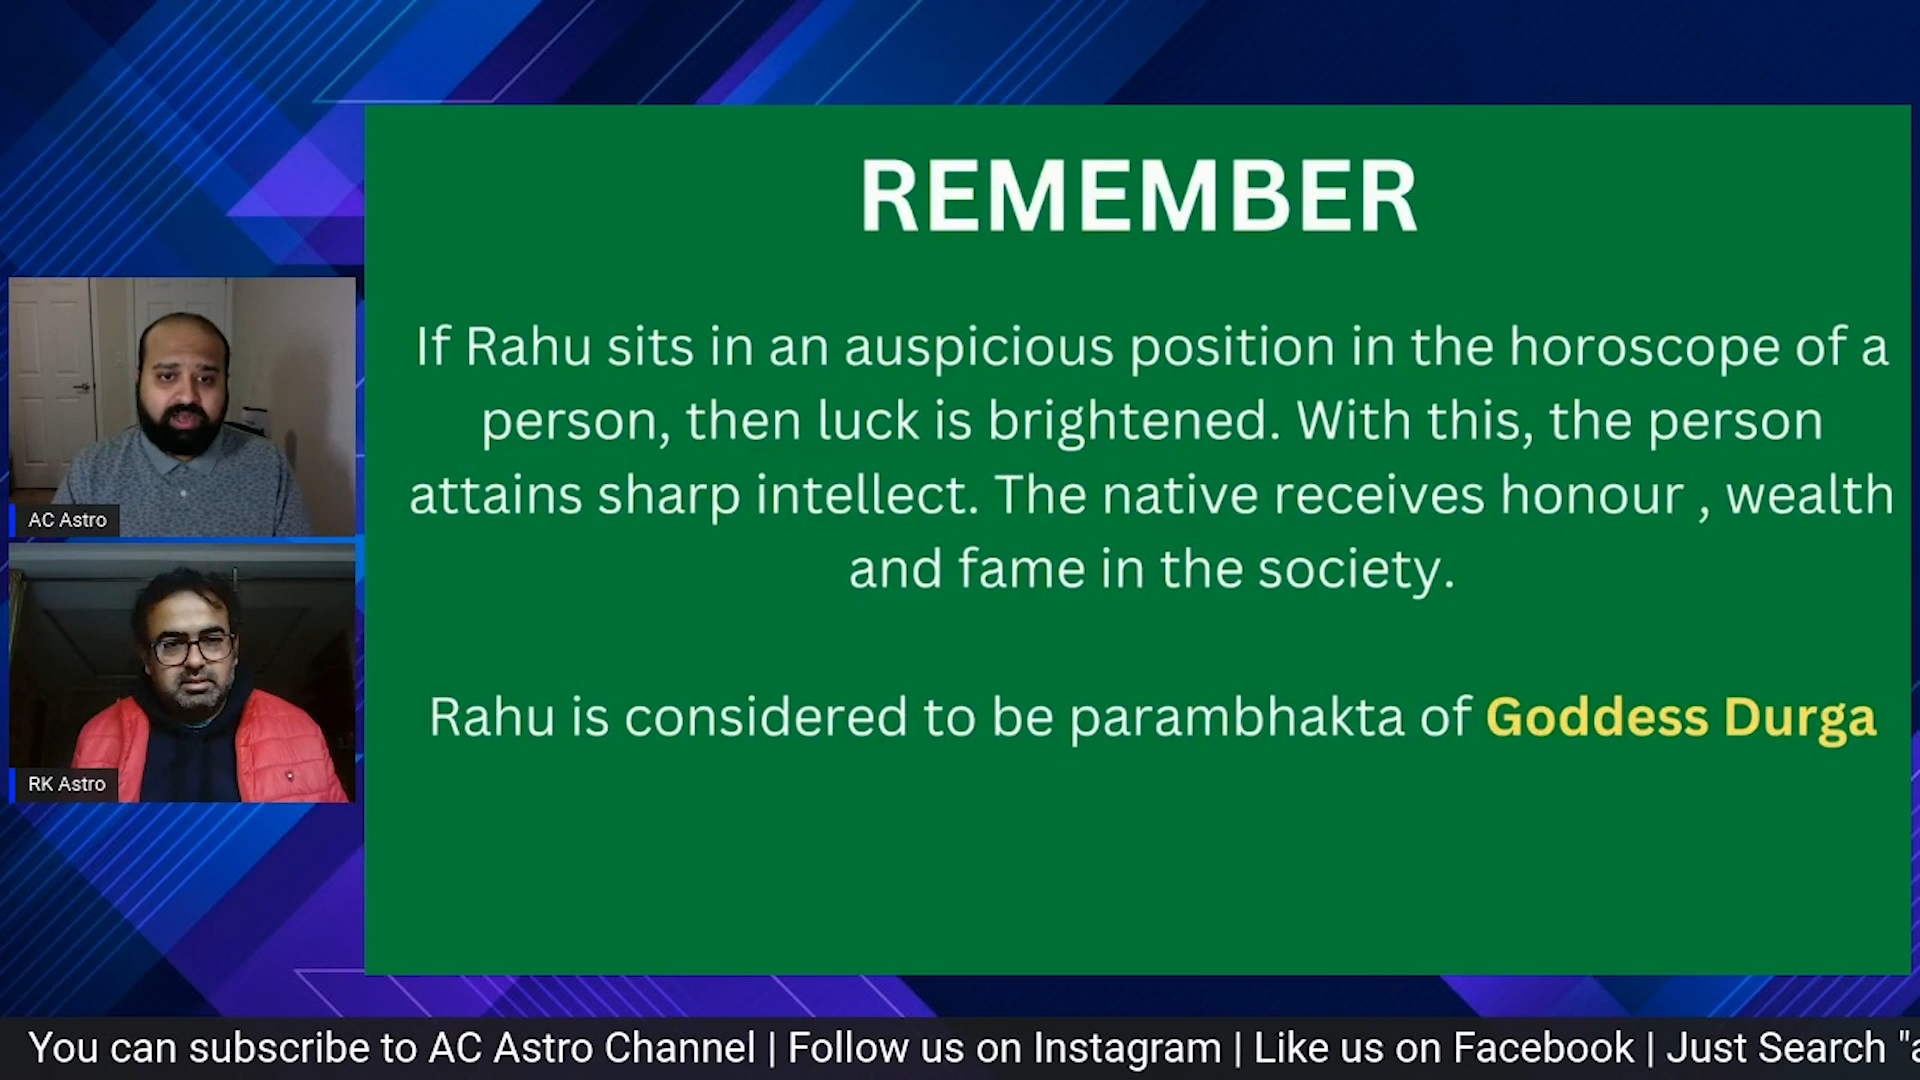 REMEMBER
If Rahu sits in an auspicious position in the horoscope of a
person, then luck is brightened. With this, the person
attains sharp intellect. The native receives honour , wealth
and fame in the society.
Rahu is considered to be parambhakta of Goddess Durga
AC Astro
RK Astro
You can subscribe to AC Astro Channel | Follow us on Instagram | Like us on Facebook | Just Search "a